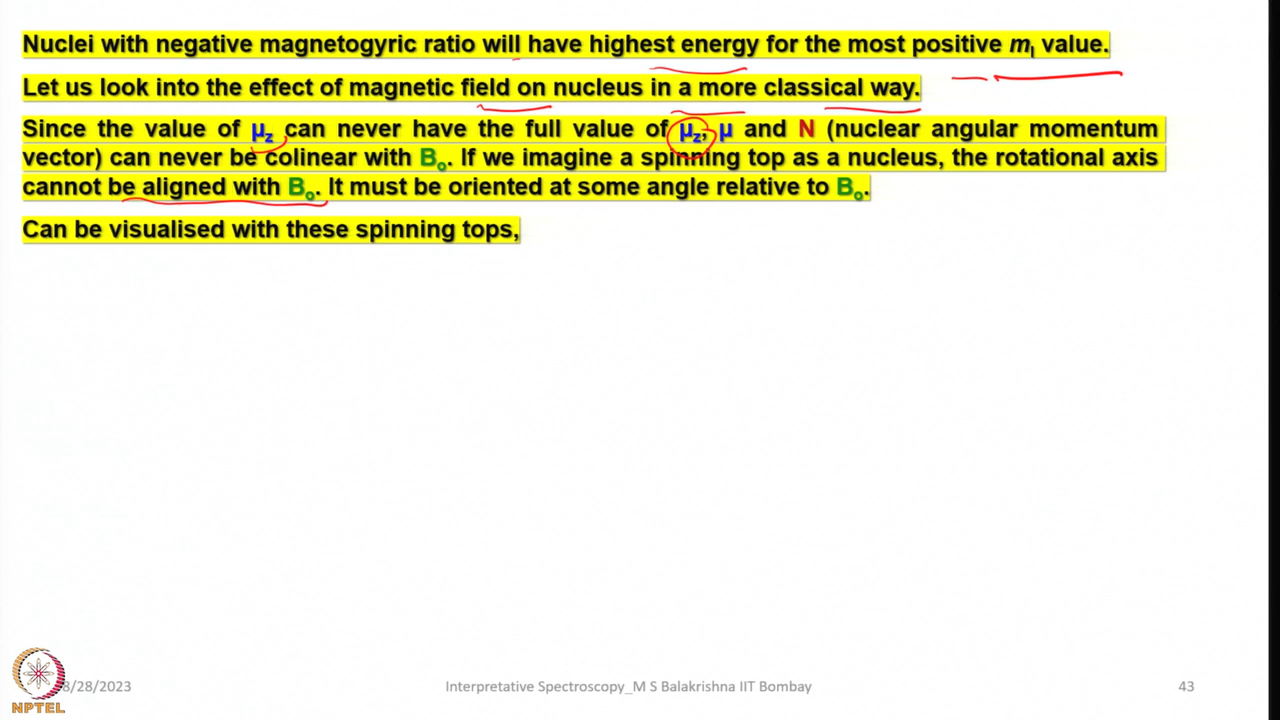 Nuclei with negative magnetogyric ratio will have highest energy for the most positive mI value.
Let us look into the effect of magnetic field on nucleus in a more classical way.
Since the value of μz can never have the full value of μz, μ and N (nuclear angular momentum
vector) can never be colinear with Bo. If we imagine a spinning top as a nucleus, the rotational axis
cannot be aligned with Bo. It must be oriented at some angle relative to Bo.
Can be visualised with these spinning tops,
8/28/2023
Interpretative Spectroscopy_M S Balakrishna IIT Bombay
43
NPTEL